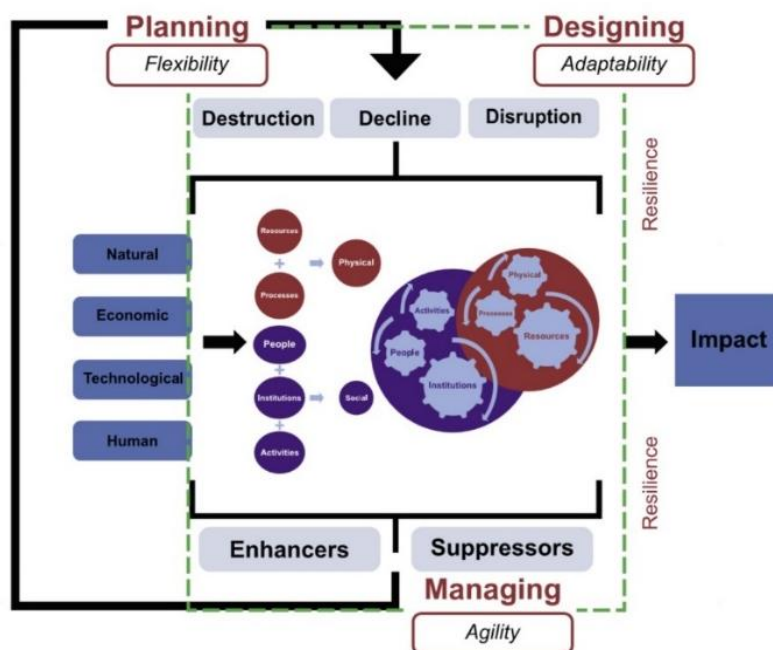 Planning
Designing
Flexibility
Adaptability
Destruction
Decline
Disruption
Resilience
Natural
Economic
Technological
Human
Resources
Processes
Physical
People
Institutions
Social
Activities
Physical
Activities
Processes
People
Resources
Institutions
Impact
Resilience
Enhancers
Suppressors
Managing
Agility